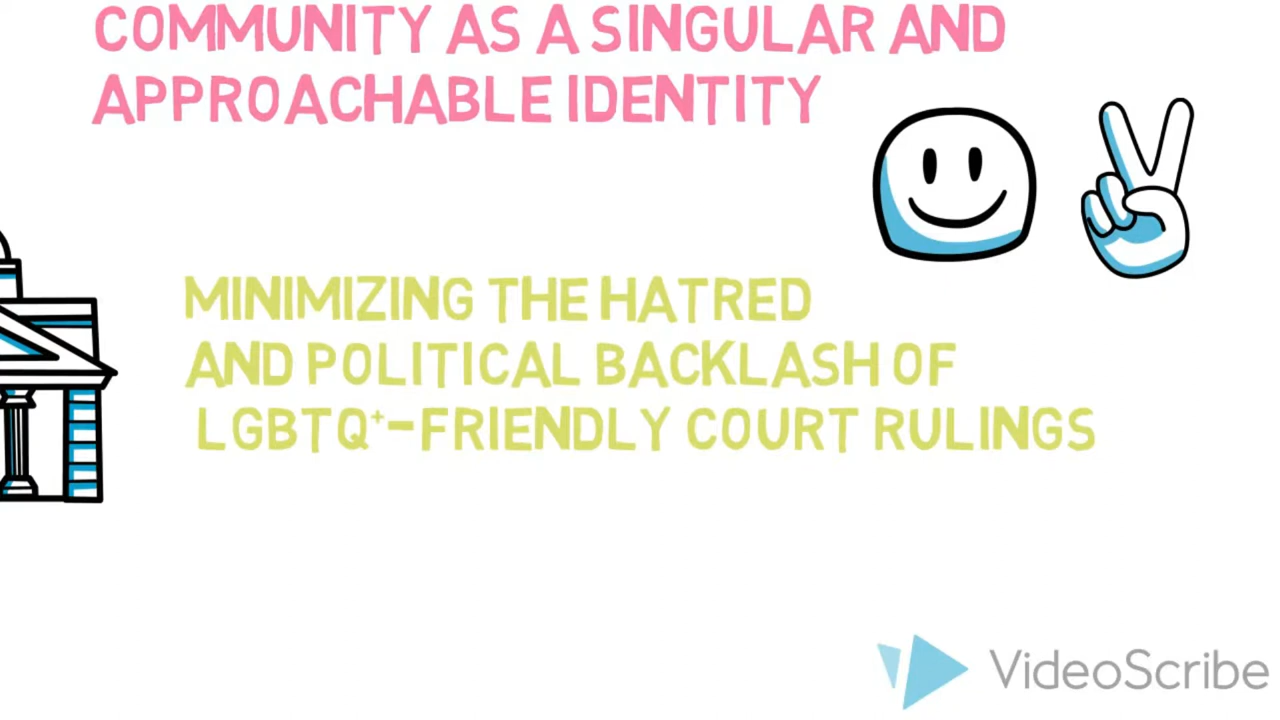 COMMUNITY AS A SINGULAR AND
APPROACHABLE IDENTITY
MINIMIZING THE HATRED
AND POLITICAL BACKLASH OF
LGBTQ⁺-FRIENDLY COURT RULINGS
VideoScribe